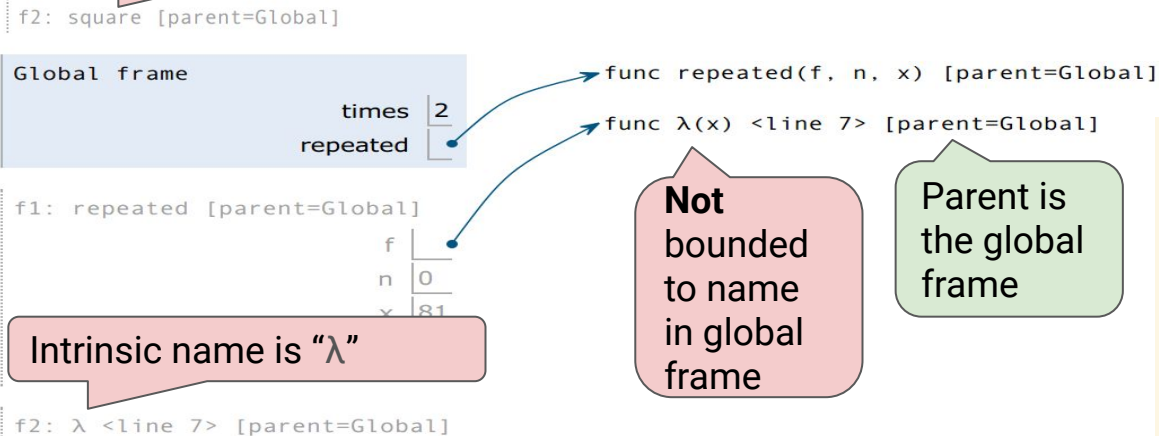 f2: square [parent=Global]
Global frame
times 2
repeated
func repeated(f, n, x) [parent=Global]
func λ(x) <line 7> [parent=Global]
Not
bounded
to name
in global
frame
Parent is
the global
frame
f1: repeated [parent=Global]
f
n 0
x 81
Intrinsic name is “λ”
f2: λ <line 7> [parent=Global]